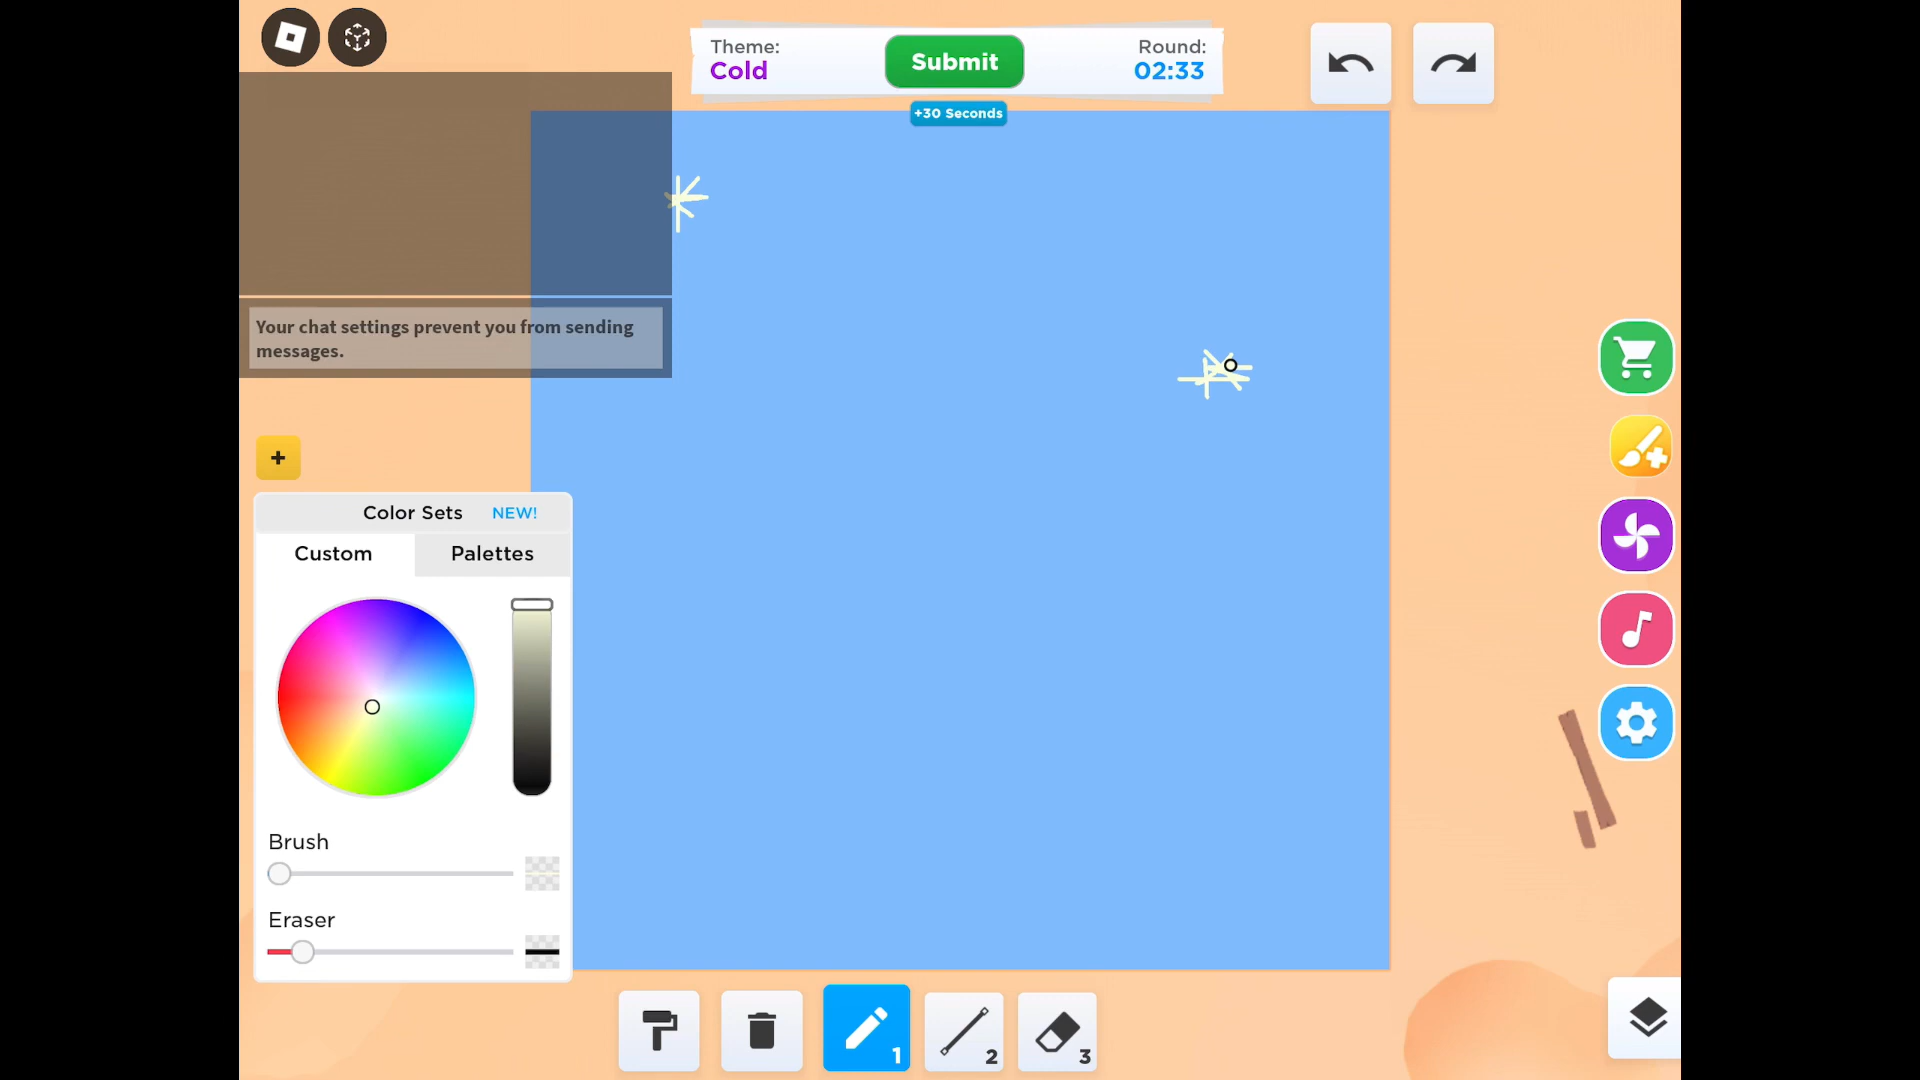 Theme:
Cold
Submit
Round:
02:33
+30 Seconds
Your chat settings prevent you from sending
messages.
+
Color Sets NEW!
Custom Palettes
Brush
Eraser
1
2
3